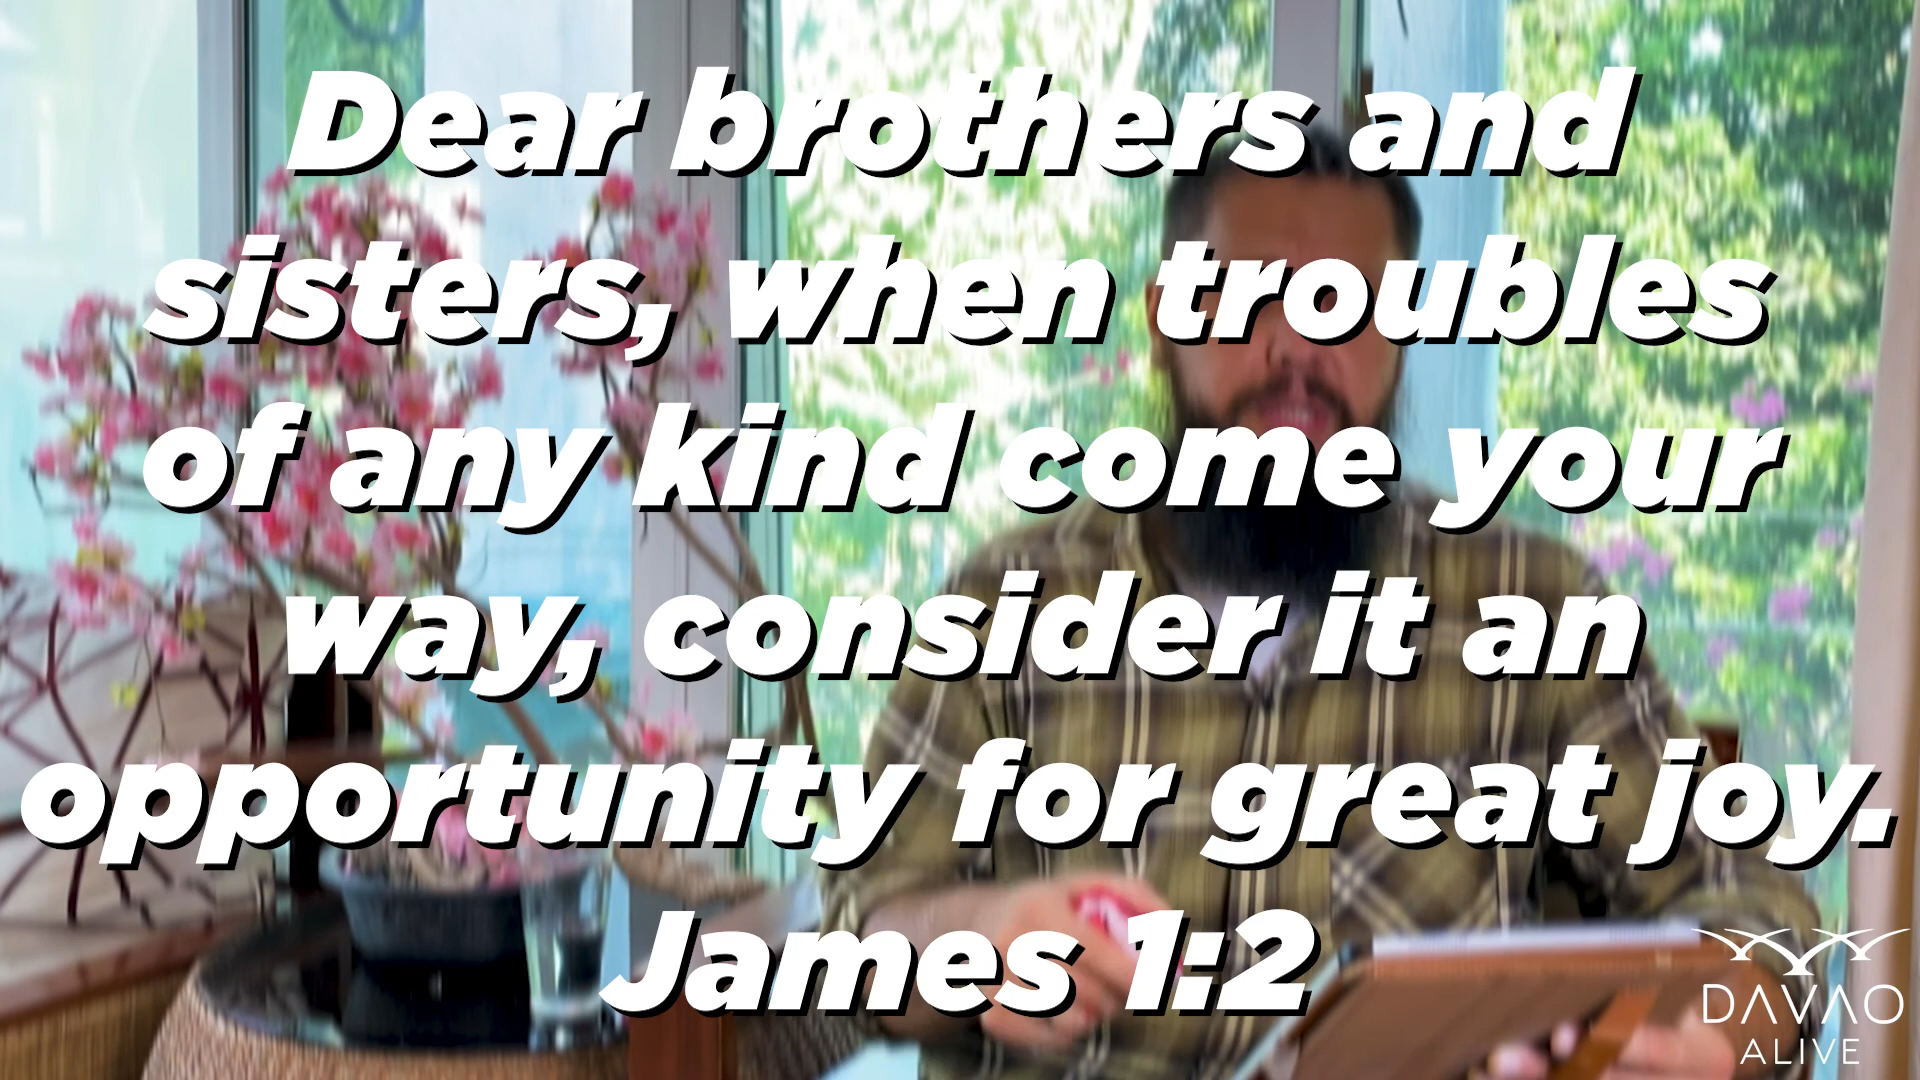 Dear brothers and
sisters, when troubles
of any kind come your
way, consider it an
opportunity for great joy.
James 1:2
DAVAO
ALIVE